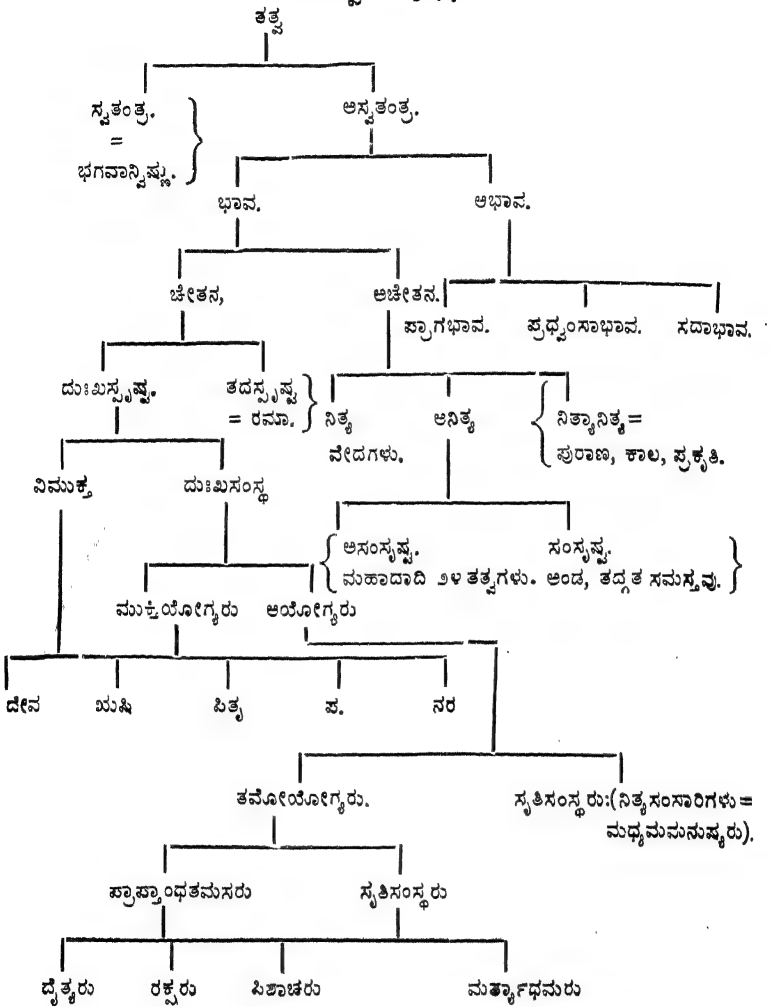 ತತ್ವ
ಸ್ವತಂತ್ರ. ಅಸ್ವತಂತ್ರ.
=
ಭಗವಾನ್ವಿಷ್ಣು.
ಭಾವ. ಅಭಾವ.
ಚೇತನ, ಅಚೇತನ.
ಪ್ರಾಗಭಾವ. ಪ್ರಧ್ವಂಸಾಭಾವ. ಸದಾಭಾವ.
ದುಃಖಸ್ಪೃಷ್ಟ. ತದಸ್ಪೃಷ್ಟ
= ರಮಾ. ನಿತ್ಯ ಅನಿತ್ಯ ನಿತ್ಯಾನಿತ್ಯ=
ವೇದಗಳು. ಪುರಾಣ, ಕಾಲ, ಪ್ರಕೃತಿ.
ವಿಮುಕ್ತ ದುಃಖಸಂಸ್ಥ
ಅಸಂಸೃಷ್ಟ. ಸಂಸೃಷ್ಟ.
ಮಹಾದಾದಿ ೨೪ ತತ್ವಗಳು. ಅಂಡ, ತದ್ಗತ ಸಮಸ್ತವು.
ಮುಕ್ತಿಯೋಗ್ಯರು ಅಯೋಗ್ಯರು
ದೇವ ಋಷಿ ಪಿತೃ ಪ. ನರ
ತಮೋಯೋಗ್ಯರು. ಸೃತಿಸಂಸ್ಥರು:(ನಿತ್ಯಸಂಸಾರಿಗಳು=
ಮಧ್ಯಮಮನುಷ್ಯರು).
ಪ್ರಾಪ್ತಾಂಧತಮಸರು ಸೃತಿಸಂಸ್ಥರು
ದೈತ್ಯರು ರಕ್ಷರು ಪಿಶಾಚರು ಮರ್ತ್ಯಾಧಮರು